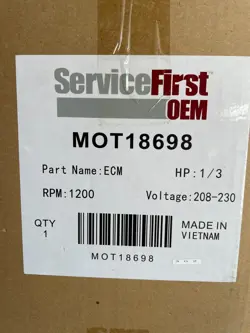 ServiceFirst
OEM
MOT18698
Part Name:ECM HP:1/3
RPM:1200 Voltage:208-230
QTY MADE IN
1 VIETNAM
MOT18698